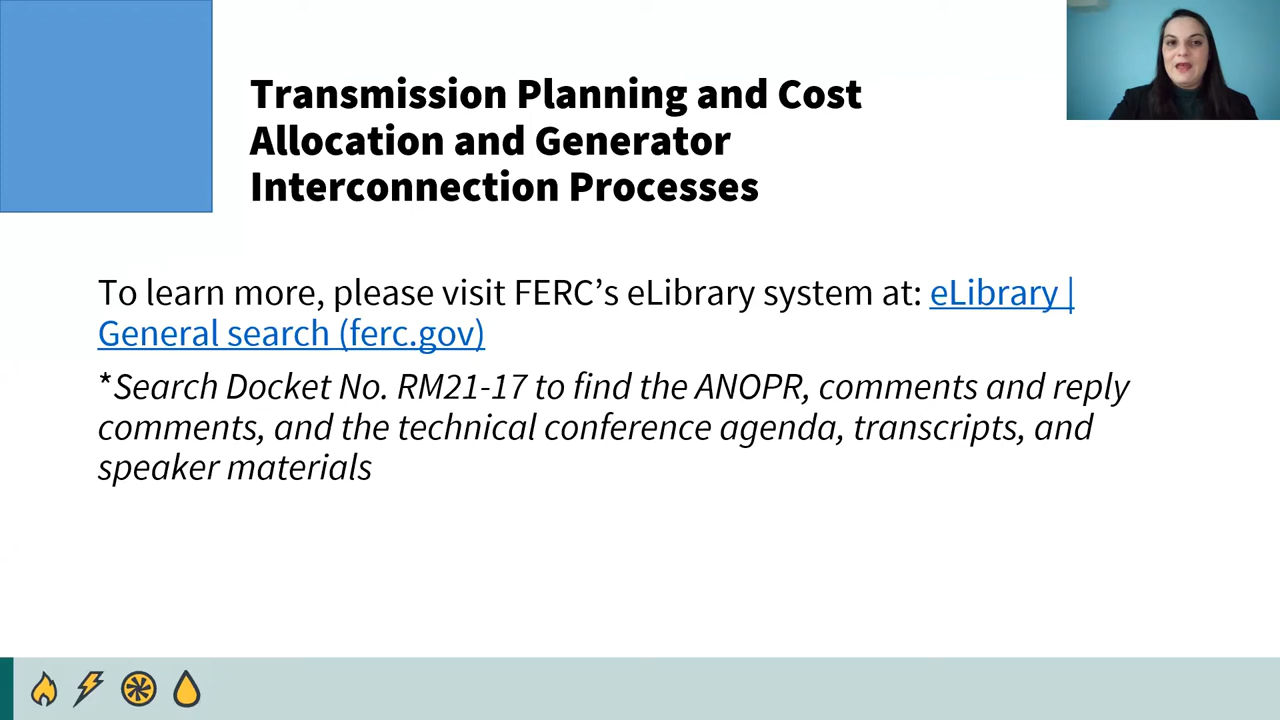 Transmission Planning and Cost
Allocation and Generator
Interconnection Processes
To learn more, please visit FERC’s eLibrary system at: eLibrary |
General search (ferc.gov)
*Search Docket No. RM21-17 to find the ANOPR, comments and reply
comments, and the technical conference agenda, transcripts, and
speaker materials